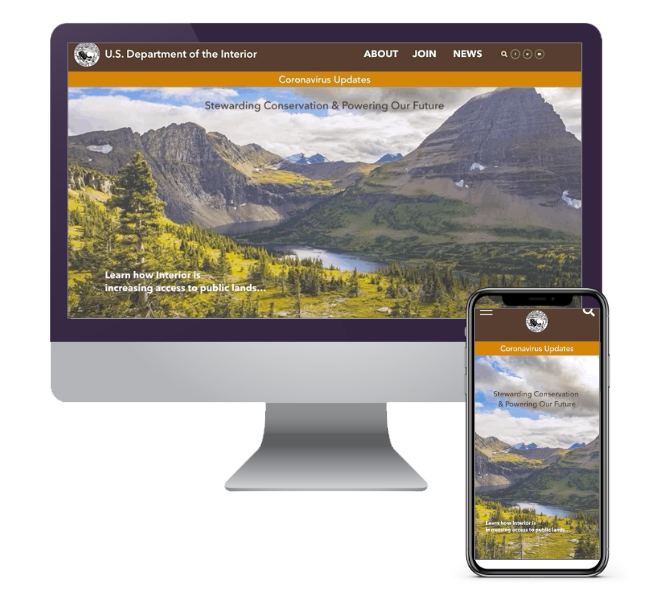 U.S. Department of the Interior
ABOUT JOIN NEWS
Coronavirus Updates
Stewarding Conservation & Powering Our Future
Learn how Interior is
increasing access to public lands...
Coronavirus Updates
Stewarding Conservation
& Powering Our Future
Learn how Interior is
increasing access to public lands...